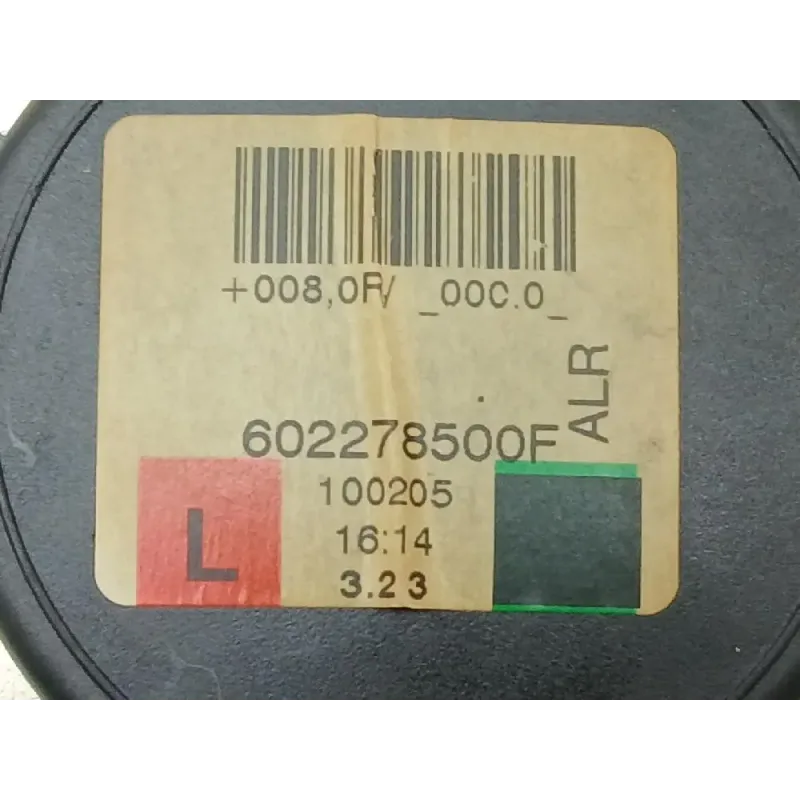 +008,0R/ _00C.0_
ALR
602278500F
100205
L
16:14
3.23